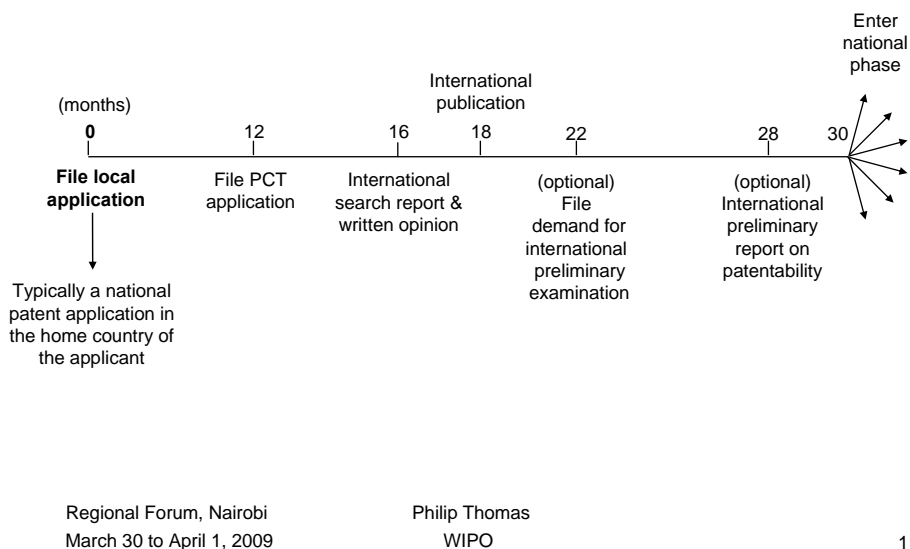 Enter
national
phase
International
publication
(months)
0 12 16 18 22 28 30
File local
application
File PCT
application
International
search report &
written opinion
(optional)
File
demand for
international
preliminary
examination
(optional)
International
preliminary
report on
patentability
Typically a national
patent application in
the home country of
the applicant
Regional Forum, Nairobi
March 30 to April 1, 2009
Philip Thomas
WIPO
1